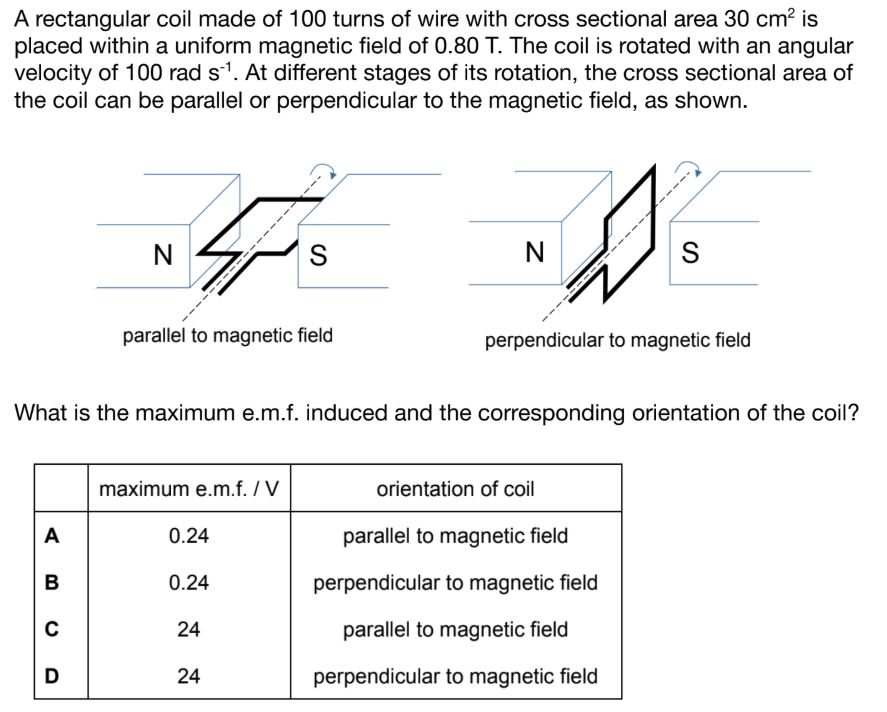 A rectangular coil made of 100 turns of wire with cross sectional area 30 cm² is
placed within a uniform magnetic field of 0.80 T. The coil is rotated with an angular
velocity of 100 rad s⁻¹. At different stages of its rotation, the cross sectional area of
the coil can be parallel or perpendicular to the magnetic field, as shown.
N S N S
parallel to magnetic field perpendicular to magnetic field
What is the maximum e.m.f. induced and the corresponding orientation of the coil?
maximum e.m.f. / V orientation of coil
A 0.24 parallel to magnetic field
B 0.24 perpendicular to magnetic field
C 24 parallel to magnetic field
D 24 perpendicular to magnetic field